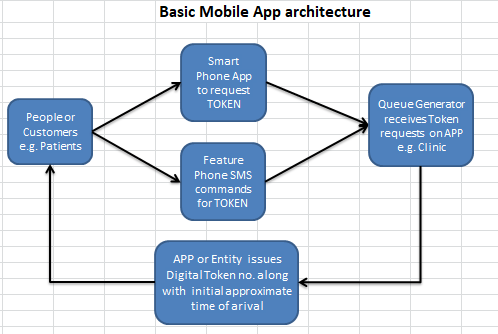 Basic Mobile App architecture
Smart
Phone App
to request
TOKEN
People or
Customers
e.g. Patients
Queue Generator
receives Token
requests on APP
e.g. Clinic
Feature
Phone SMS
commands
for TOKEN
APP or Entity issues
Digital Token no. along
with initial approximate
time of arival